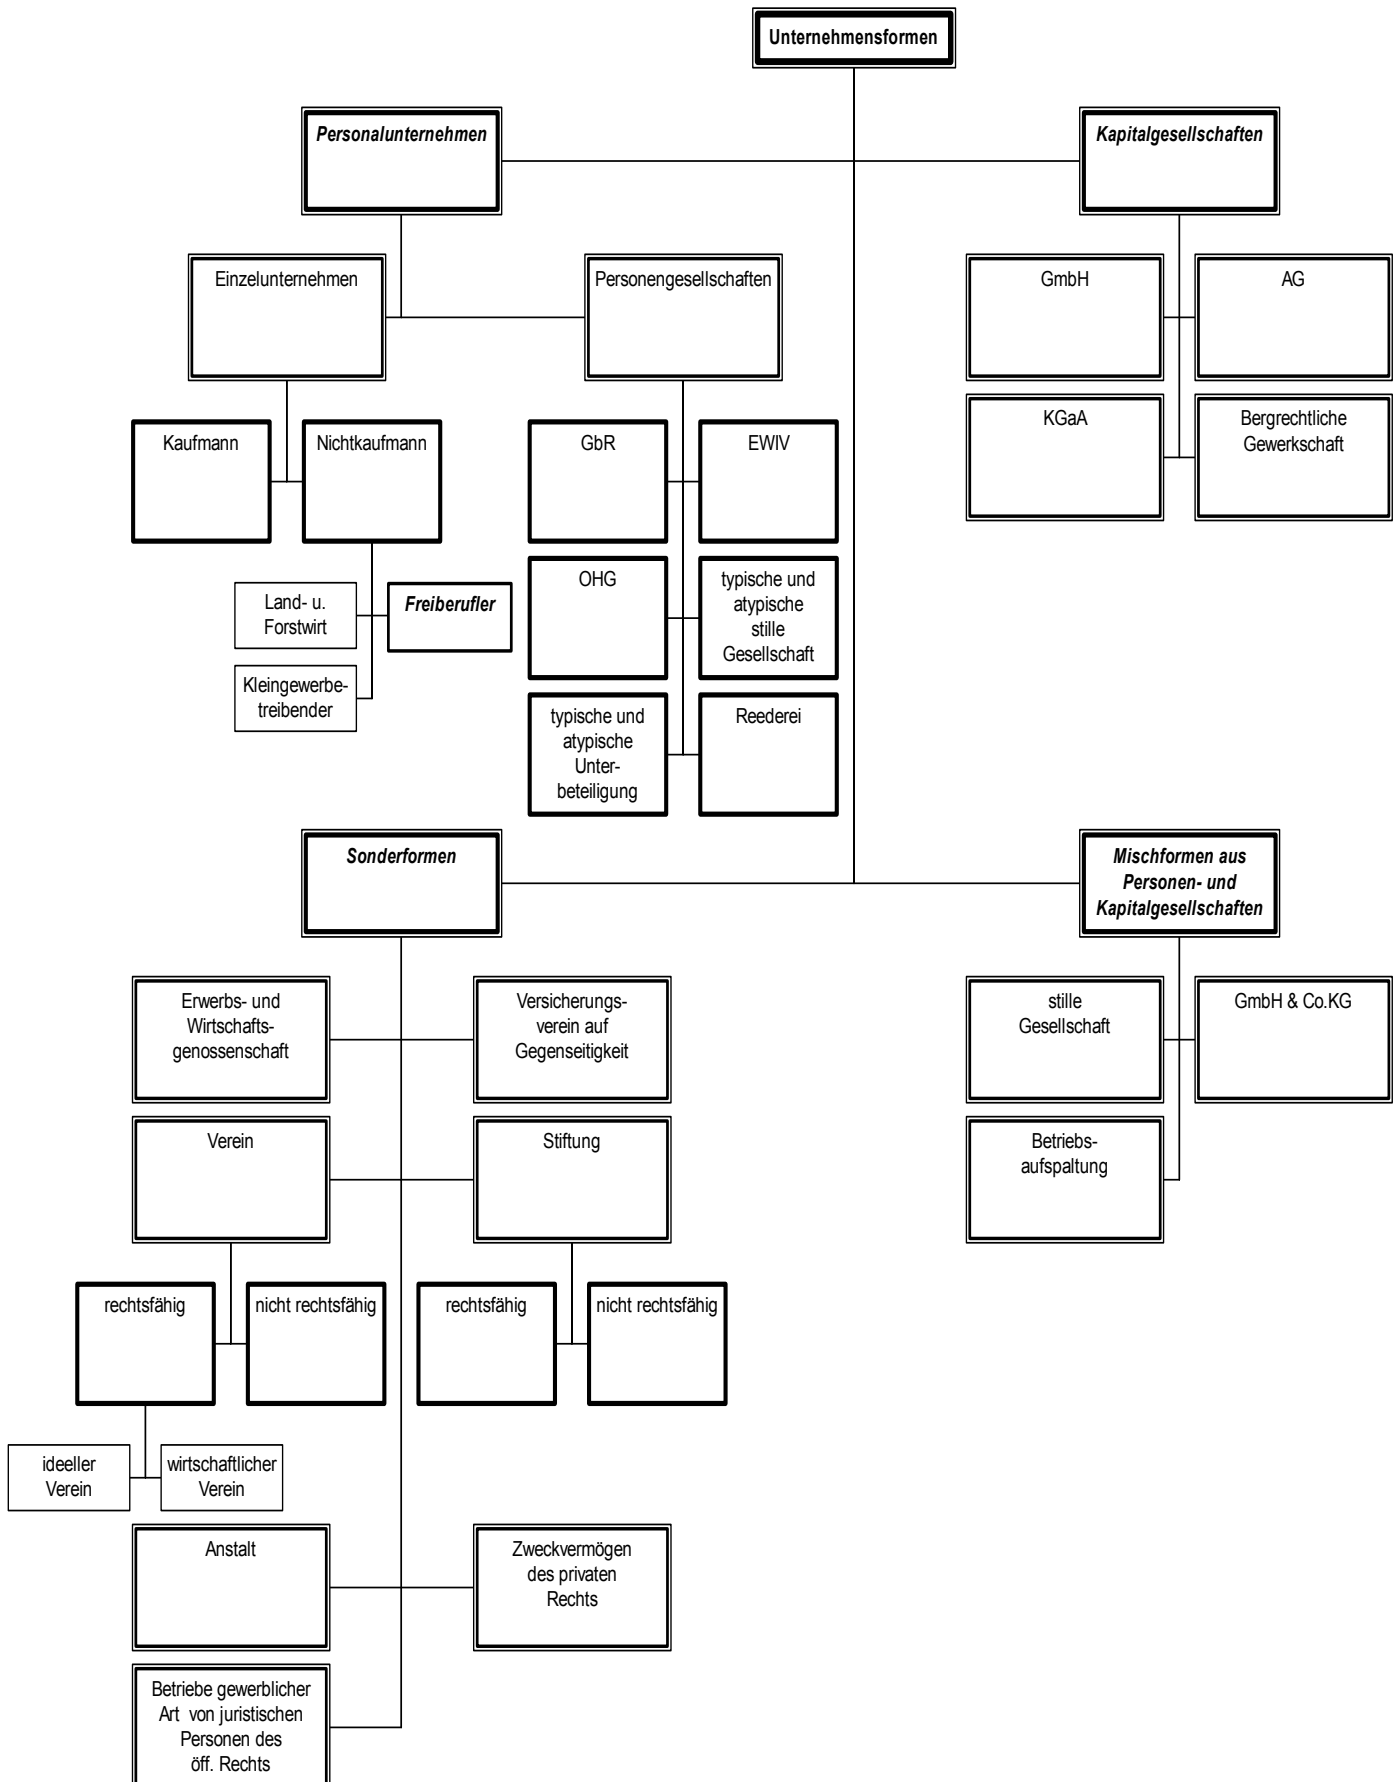 Unternehmensformen
Personalunternehmen
Kapitalgesellschaften
Einzelunternehmen
Personengesellschaften
GmbH
AG
Kaufmann
Nichtkaufmann
GbR
EWIV
KGaA
Bergrechtliche
Gewerkschaft
Land- u.
Forstwirt
Freiberufler
OHG
typische und
atypische
stille
Gesellschaft
Kleingewerbe-
treibender
typische und
atypische
Unter-
beteiligung
Reederei
Sonderformen
Mischformen aus
Personen- und
Kapitalgesellschaften
Erwerbs- und
Wirtschafts-
genossenschaft
Versicherungs-
verein auf
Gegenseitigkeit
stille
Gesellschaft
GmbH & Co.KG
Verein
Stiftung
Betriebs-
aufspaltung
rechtsfähig
nicht rechtsfähig
rechtsfähig
nicht rechtsfähig
ideeller
Verein
wirtschaftlicher
Verein
Anstalt
Zweckvermögen
des privaten
Rechts
Betriebe gewerblicher
Art von juristischen
Personen des
öff. Rechts